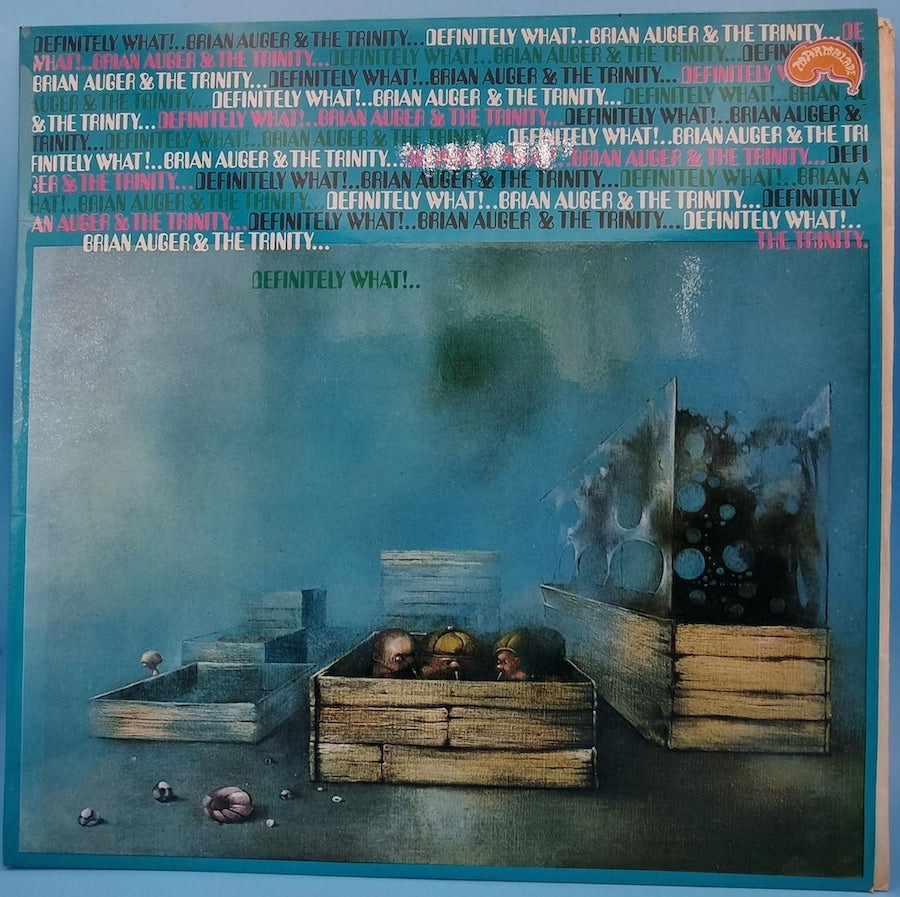 DEFINITELY WHAT!..BRIAN AUGER & THE TRINITY...DEFINITELY WHAT!..BRIAN AUGER & THE TRINITY...DE
WHAT!..BRIAN AUGER & THE TRINITY...DEFINITELY WHAT!..BRIAN AUGER & THE TRINITY...DEFIN
MARMALADE
BRIAN AUGER & THE TRINITY...DEFINITELY WHAT!..BRIAN AUGER & THE TRINITY...DEFINITELY W
AUGER & THE TRINITY...DEFINITELY WHAT!..BRIAN AUGER & THE TRINITY...DEFINITELY WHAT!..BRIAN AU
& THE TRINITY...DEFINITELY WHAT!..BRIAN AUGER & THE TRINITY...DEFINITELY WHAT!..BRIAN AUGER &
TRINITY...DEFINITELY WHAT!..BRIAN AUGER & THE TRINITY...DEFINITELY WHAT!..BRIAN AUGER & THE TRI
FINITELY WHAT!..BRIAN AUGER & THE TRINITY...DEFINITELY WHAT!..BRIAN AUGER & THE TRINITY...DEFI
GER & THE TRINITY...DEFINITELY WHAT!..BRIAN AUGER & THE TRINITY...DEFINITELY WHAT!..BRIAN A
HAT!..BRIAN AUGER & THE TRINITY...DEFINITELY WHAT!..BRIAN AUGER & THE TRINITY...DEFINITELY
AN AUGER & THE TRINITY...DEFINITELY WHAT!..BRIAN AUGER & THE TRINITY...DEFINITELY WHAT!..
BRIAN AUGER & THE TRINITY... THE TRINITY.
DEFINITELY WHAT!..